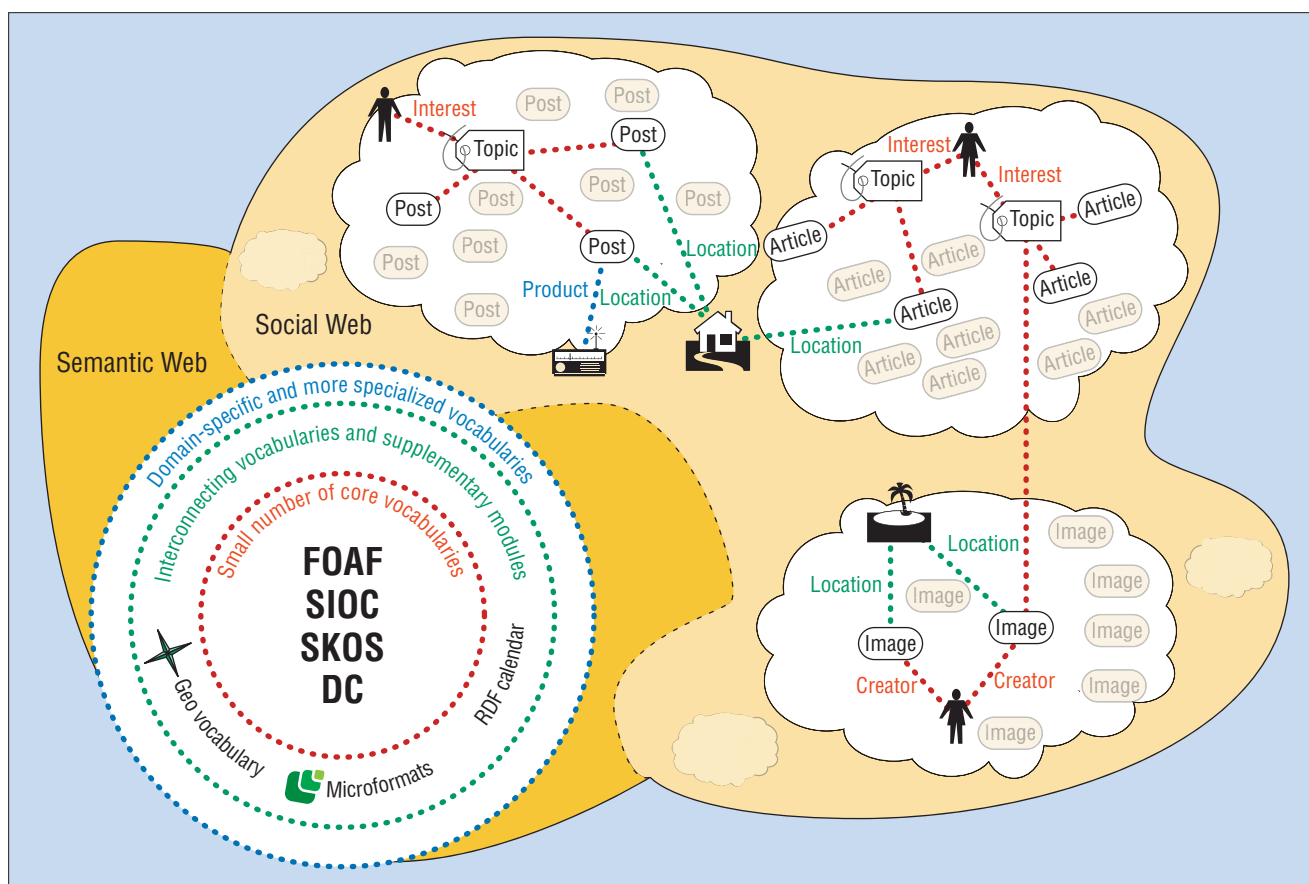 Interest
Post
Post
Post
Topic
Post
Post
Post
Post
Post
Post
Post
Post
Location
Product
Location
Post
Interest
Interest
Topic
Topic
Article
Article
Article
Article
Article
Article
Article
Location
Article
Article
Article
Article
Social Web
Semantic Web
Domain-specific and more specialized vocabularies
Interconnecting vocabularies and supplementary modules
Small number of core vocabularies
FOAF
SIOC
SKOS
DC
Geo vocabulary
Microformats
RDF calendar
Location
Location
Image
Image
Image
Image
Image
Image
Image
Creator
Creator
Image